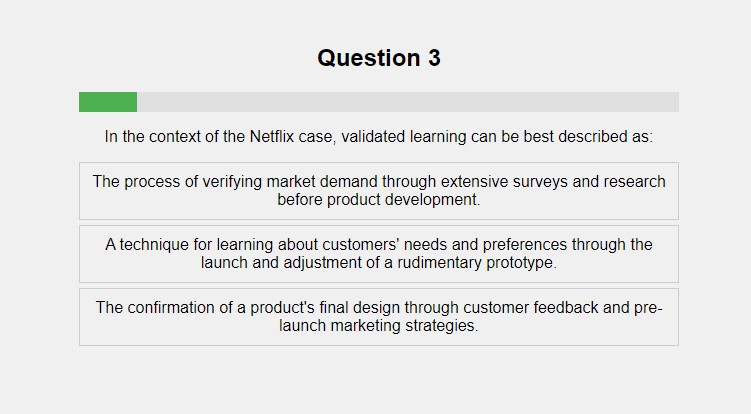 Question 3
In the context of the Netflix case, validated learning can be best described as:
The process of verifying market demand through extensive surveys and research
before product development.
A technique for learning about customers' needs and preferences through the
launch and adjustment of a rudimentary prototype.
The confirmation of a product's final design through customer feedback and pre-
launch marketing strategies.